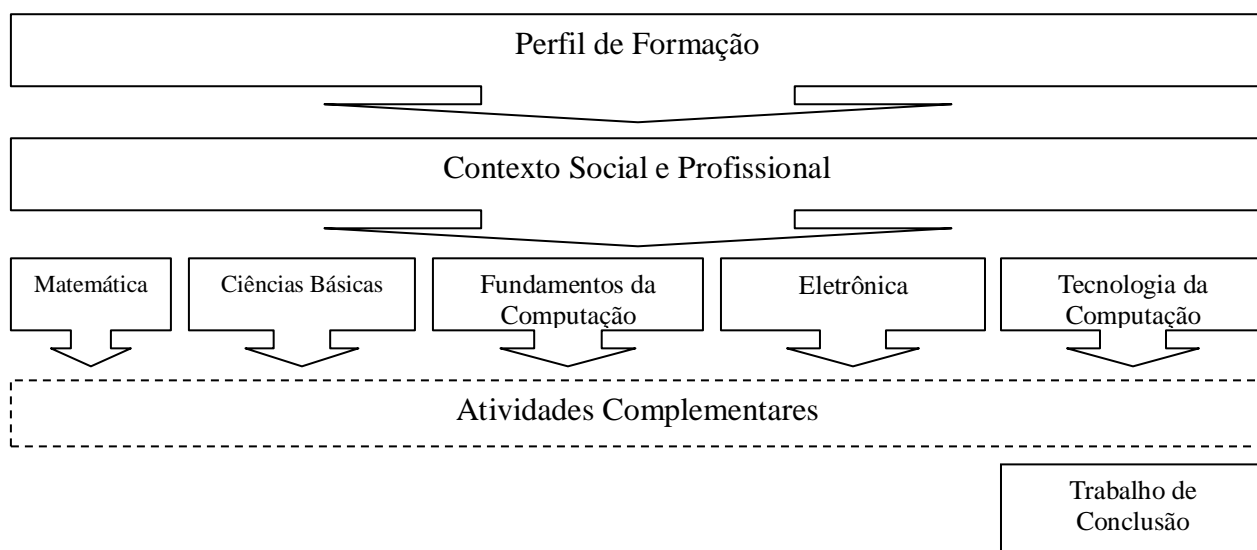 Perfil de Formação
Contexto Social e Profissional
Matemática
Ciências Básicas
Fundamentos da
Computação
Eletrônica
Tecnologia da
Computação
Atividades Complementares
Trabalho de
Conclusão